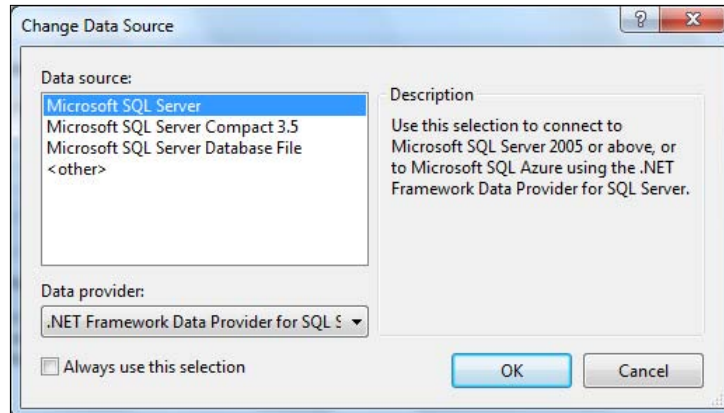 Change Data Source
Data source:
Microsoft SQL Server
Microsoft SQL Server Compact 3.5
Microsoft SQL Server Database File
<other>
Description
Use this selection to connect to
Microsoft SQL Server 2005 or above, or
to Microsoft SQL Azure using the .NET
Framework Data Provider for SQL Server.
Data provider:
.NET Framework Data Provider for SQL S
Always use this selection
OK
Cancel